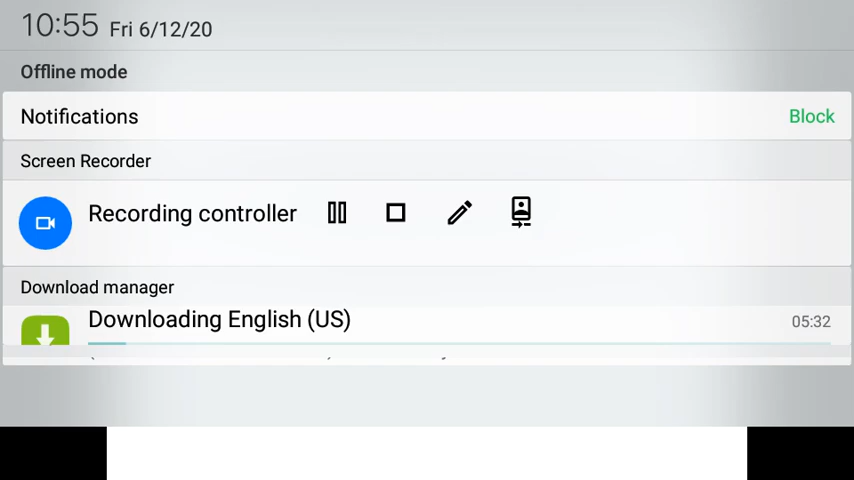 10:55 Fri 6/12/20
Offline mode
Notifications Block
Screen Recorder
Recording controller
Download manager
Downloading English (US) 05:32